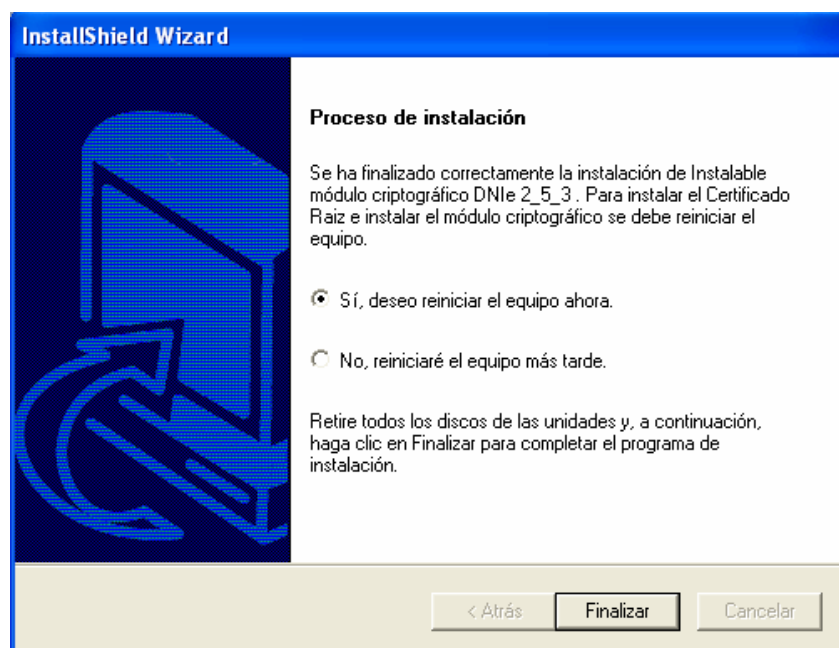 InstallShield Wizard
Proceso de instalación
Se ha finalizado correctamente la instalación de Instalable
módulo criptográfico DNIe 2_5_3 . Para instalar el Certificado
Raiz e instalar el módulo criptográfico se debe reiniciar el
equipo.
Sí, deseo reiniciar el equipo ahora.
No, reiniciaré el equipo más tarde.
Retire todos los discos de las unidades y, a continuación,
haga clic en Finalizar para completar el programa de
instalación.
< Atrás Finalizar Cancelar